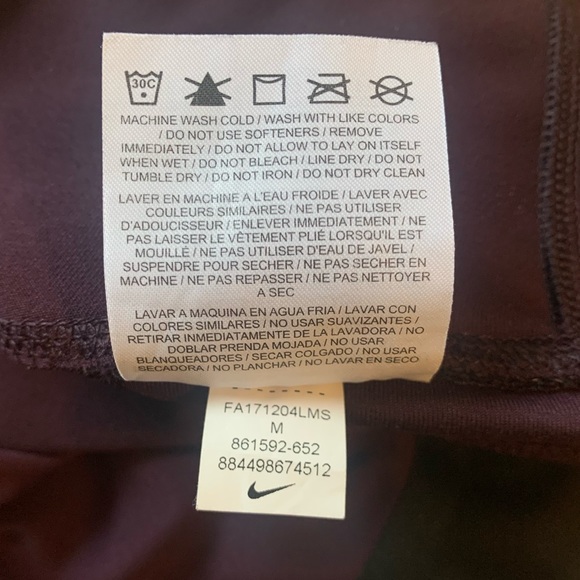 30C
MACHINE WASH COLD / WASH WITH LIKE COLORS
/ DO NOT USE SOFTENERS / REMOVE
IMMEDIATELY / DO NOT ALLOW TO LAY ON ITSELF
WHEN WET / DO NOT BLEACH / LINE DRY / DO NOT
TUMBLE DRY / DO NOT IRON / DO NOT DRY CLEAN
LAVER EN MACHINE A L'EAU FROIDE / LAVER AVEC
COULEURS SIMILAIRES / NE PAS UTILISER
D'ADOUCISSEUR / ENLEVER IMMEDIATEMENT / NE
PAS LAISSER LE VÊTEMENT PLIÉ LORSQU'IL EST
MOUILLÉ / NE PAS UTILISER D'EAU DE JAVEL /
SUSPENDRE POUR SECHER / NE PAS SECHER EN
MACHINE / NE PAS REPASSER / NE PAS NETTOYER
A SEC
LAVAR A MAQUINA EN AGUA FRIA / LAVAR CON
COLORES SIMILARES / NO USAR SUAVIZANTES /
RETIRAR IMMEDIATAMENTE DE LA LAVADORA / NO
DOBLAR PRENDA MOJADA / NO USAR
BLANQUEADORES / SECAR COLGADO / NO USAR
SECADORA / NO PLANCHAR / NO LAVAR EN SECO
FA171204LMS
M
861592-652
884498674512